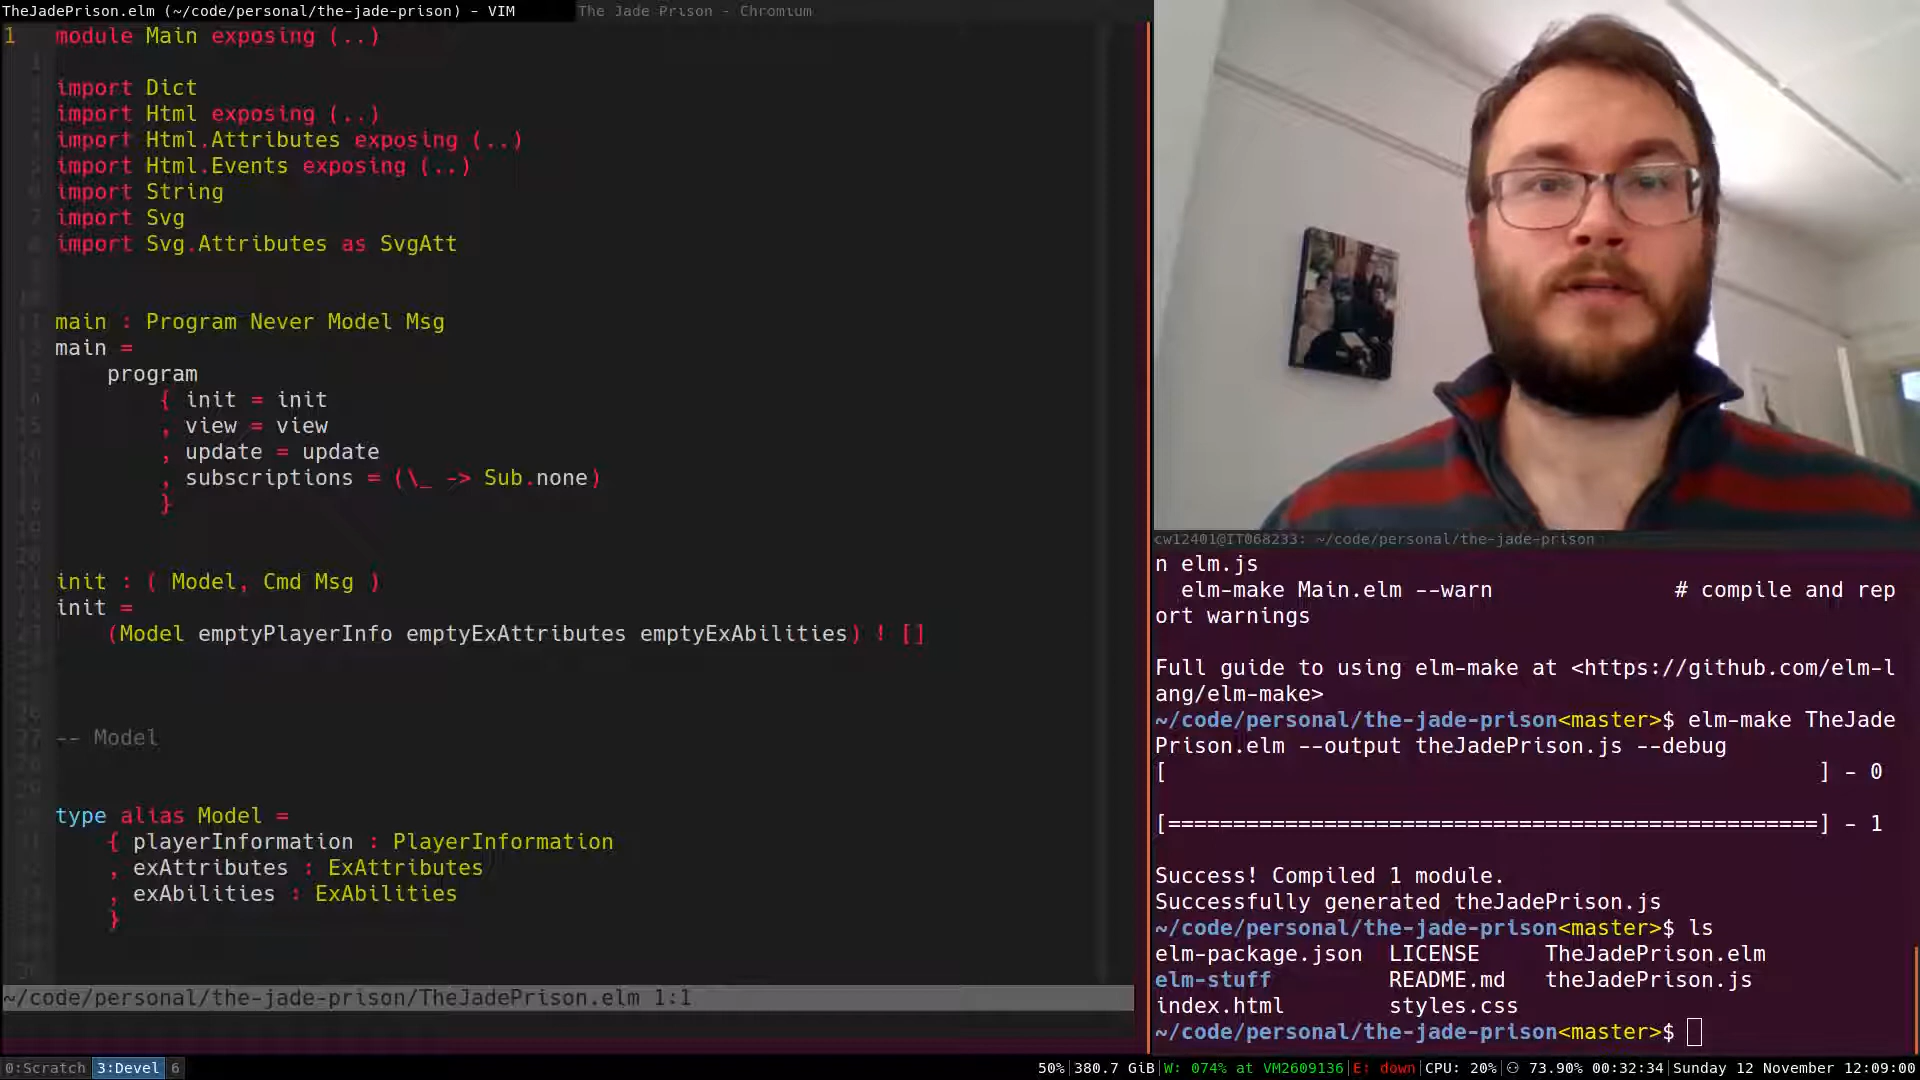 TheJadePrison.elm (~/code/personal/the-jade-prison) - VIM
The Jade Prison - Chromium
1 module Main exposing (..)
import Dict
import Html exposing (..)
import Html.Attributes exposing (..)
import Html.Events exposing (..)
import String
import Svg
import Svg.Attributes as SvgAtt
main : Program Never Model Msg
main =
program
{ init = init
, view = view
, update = update
, subscriptions = (\_ -> Sub.none)
}
init : ( Model, Cmd Msg )
init =
(Model emptyPlayerInfo emptyExAttributes emptyExAbilities) ! []
-- Model
type alias Model =
{ playerInformation : PlayerInformation
, exAttributes : ExAttributes
, exAbilities : ExAbilities
}
~/code/personal/the-jade-prison/TheJadePrison.elm 1:1
cw12401@IT068233: ~/code/personal/the-jade-prison
n elm.js
elm-make Main.elm --warn # compile and rep
ort warnings
Full guide to using elm-make at <https://github.com/elm-l
ang/elm-make>
~/code/personal/the-jade-prison<master>$ elm-make TheJade
Prison.elm --output theJadePrison.js --debug
[ ] - 0
[==================================================] - 1
Success! Compiled 1 module.
Successfully generated theJadePrison.js
~/code/personal/the-jade-prison<master>$ ls
elm-package.json LICENSE TheJadePrison.elm
elm-stuff README.md theJadePrison.js
index.html styles.css
~/code/personal/the-jade-prison<master>$
0:Scratch 3:Devel 6
50%|380.7 GiB|W: 074% at VM2609136|E: down|CPU: 20%|⚇ 73.90% 00:32:34|Sunday 12 November 12:09:00